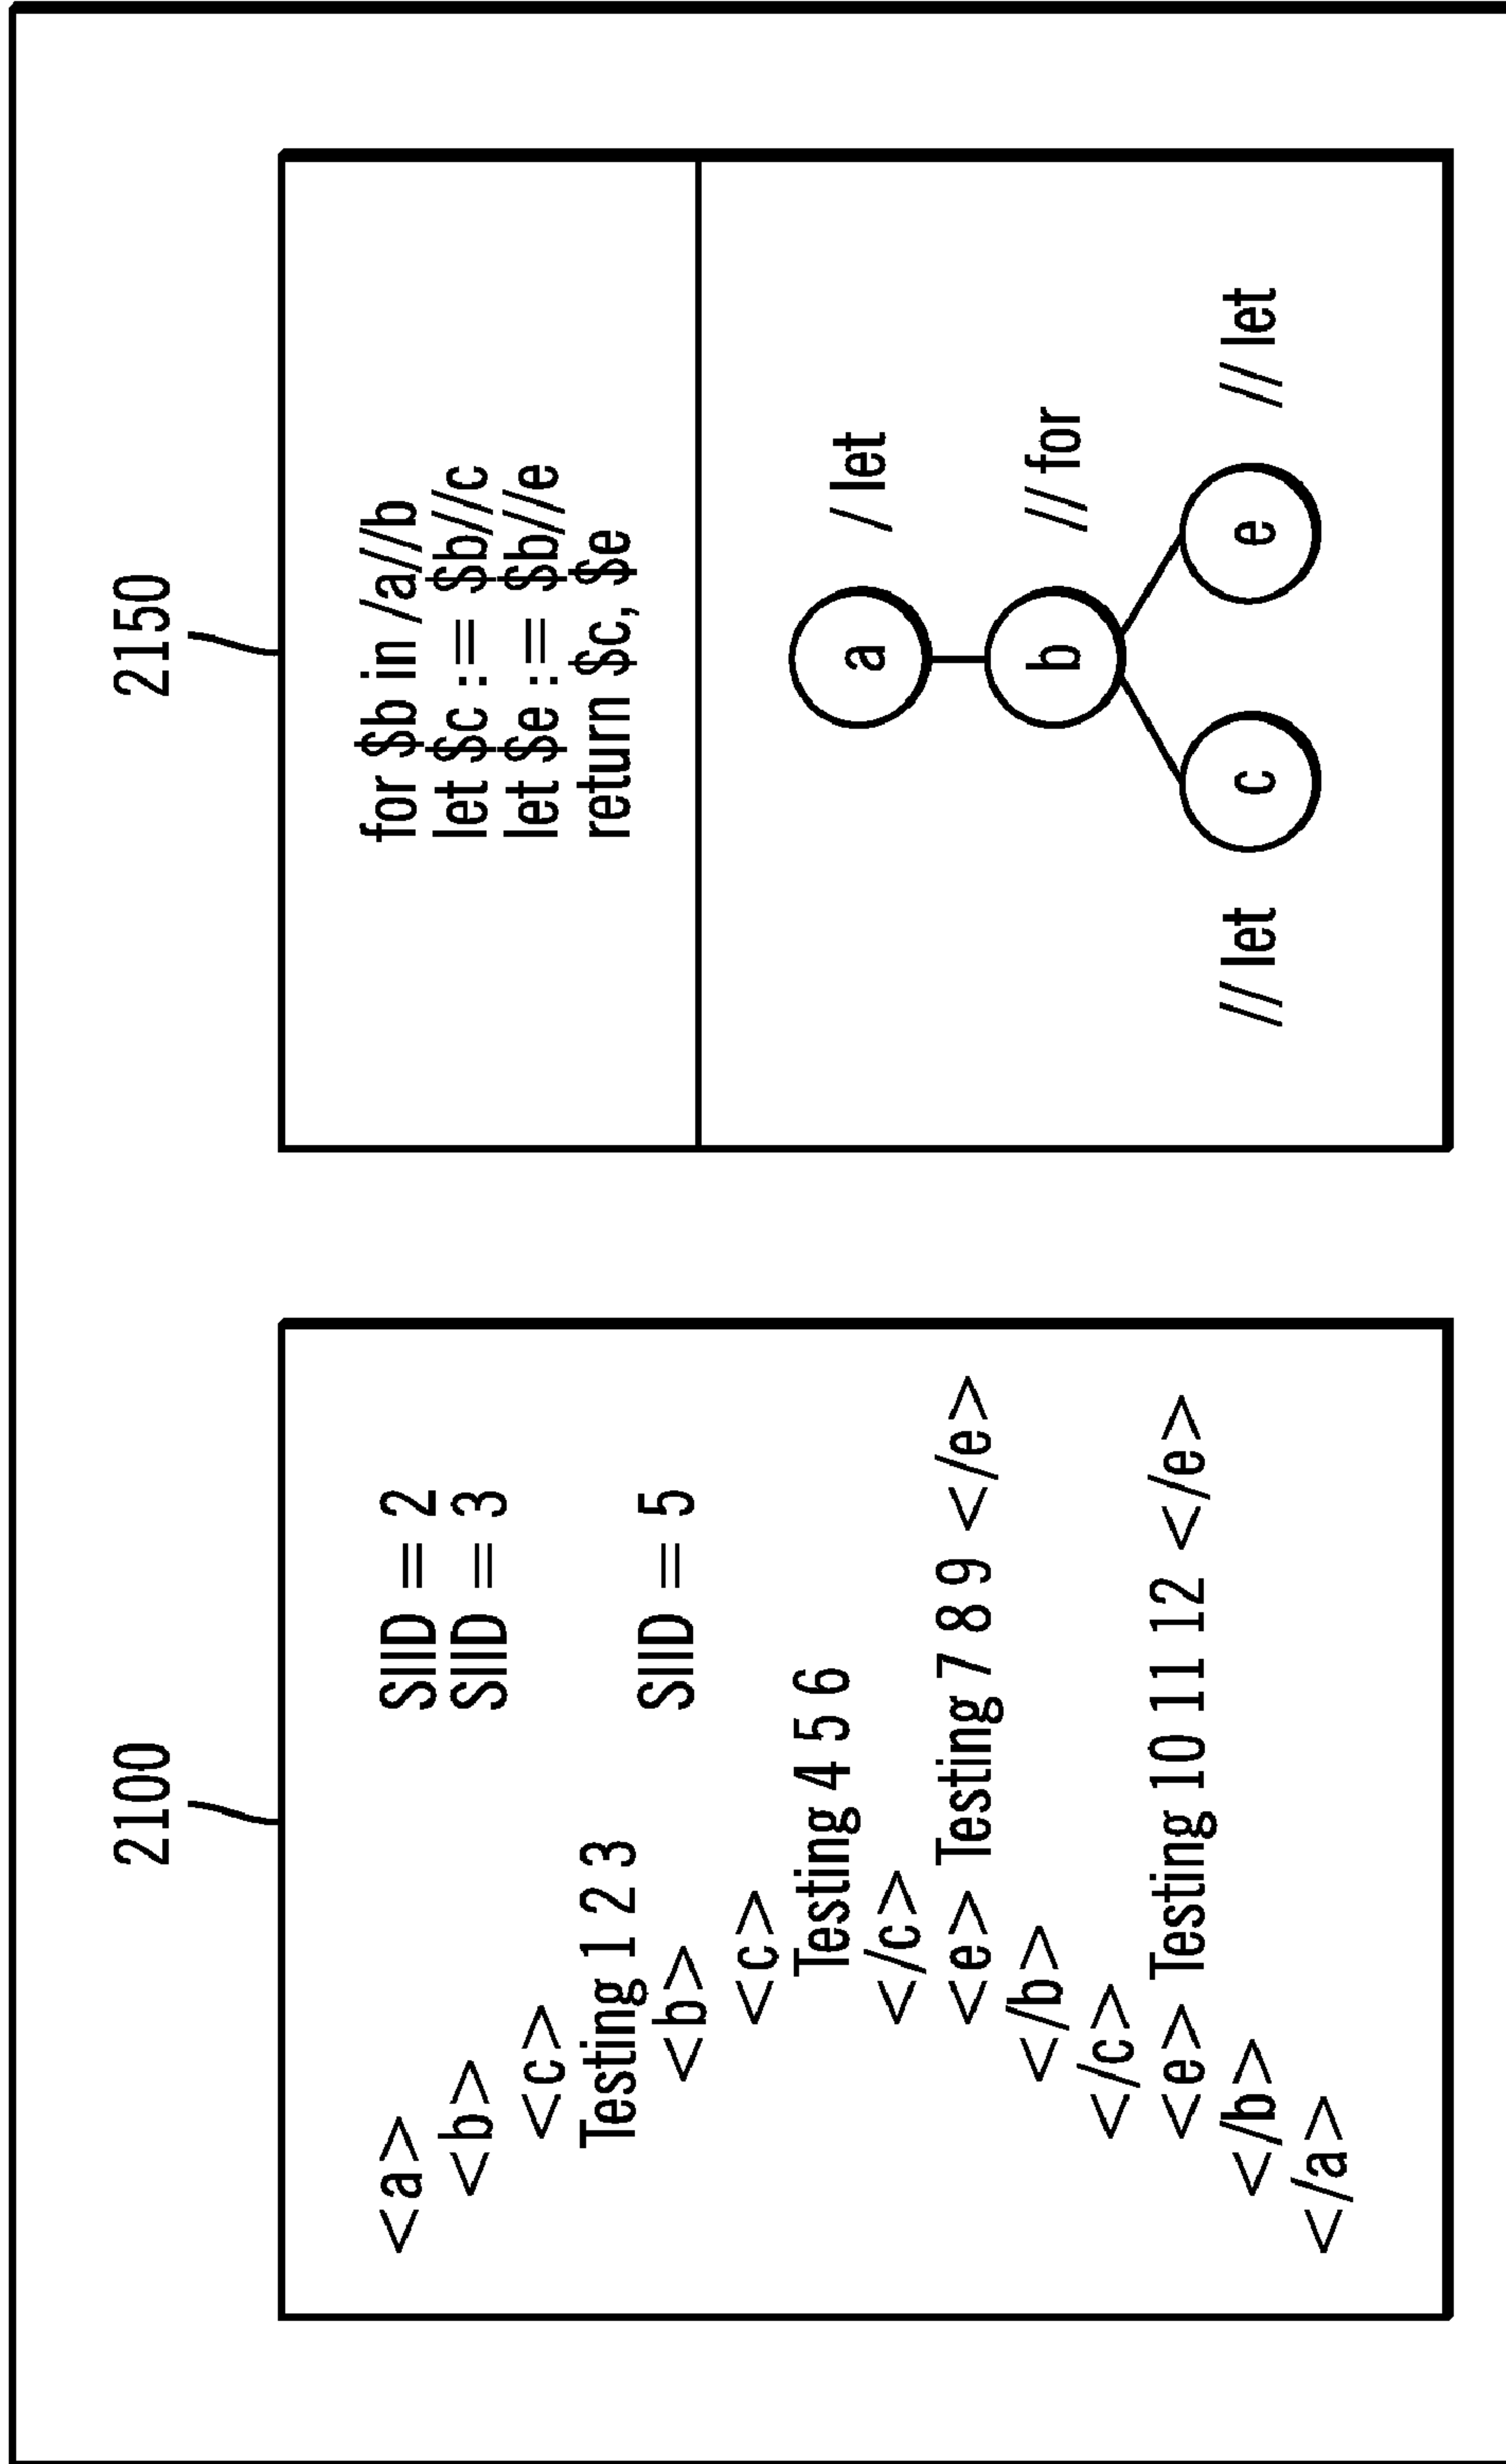 2100
<a> SIID = 2
<b> SIID = 3
<c>
Testing 1 2 3
<b> SIID = 5
<c>
Testing 4 5 6
</c>
<e> Testing 7 8 9 </e>
</b>
</c>
<e> Testing 10 11 12 </e>
</b>
</a>
2150
for $b in /a//b
let $c := $b//c
let $e := $b//e
return $c, $e
a / let
b // for
// let c e // let